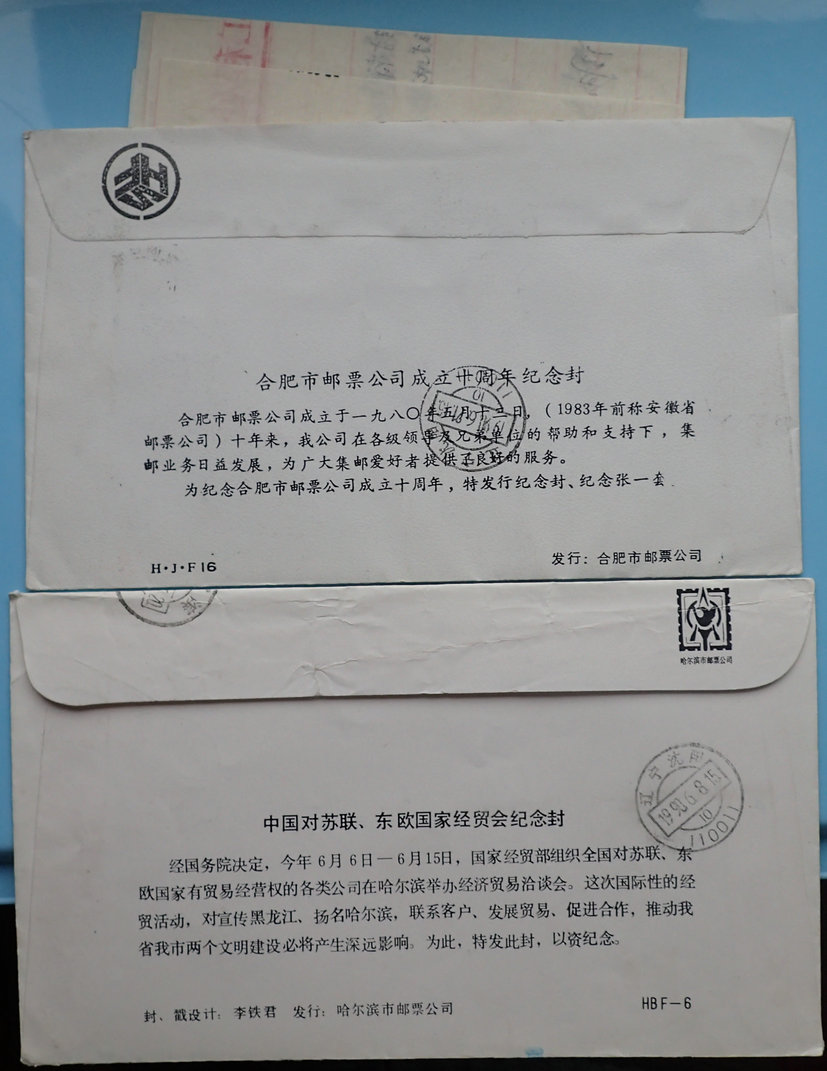 合肥市邮票公司成立十周年纪念封
合肥市邮票公司成立于一九八〇年五月十三日,(1983年前称安徽省
邮票公司)十年来,我公司在各级领导及兄弟单位的帮助和支持下,集
邮业务日益发展,为广大集邮爱好者提供了良好的服务。
为纪念合肥市邮票公司成立十周年,特发行纪念封、纪念张一套.
H·J·F16
发行:合肥市邮票公司
哈尔滨市邮票公司
辽宁沈阳
1990.6.8.15
10
110011
中国对苏联、东欧国家经贸会纪念封
经国务院决定,今年6月6日—6月15日,国家经贸部组织全国对苏联、东
欧国家有贸易经营权的各类公司在哈尔滨举办经济贸易洽谈会。这次国际性的经
贸活动,对宣传黑龙江、扬名哈尔滨,联系客户、发展贸易、促进合作,推动我
省我市两个文明建设必将产生深远影响。为此,特发此封,以资纪念。
封、戳设计:李铁君 发行:哈尔滨市邮票公司
HBF-6